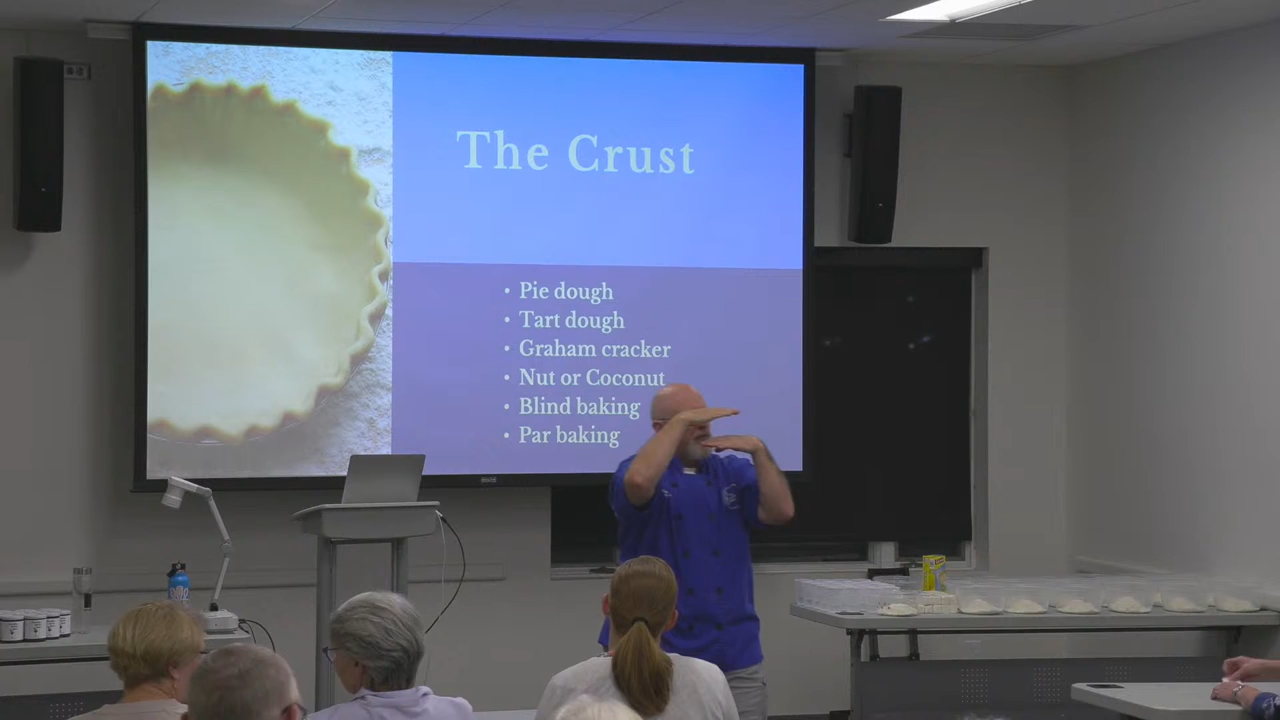 The Crust
• Pie dough
• Tart dough
• Graham cracker
• Nut or Coconut
• Blind baking
• Par baking